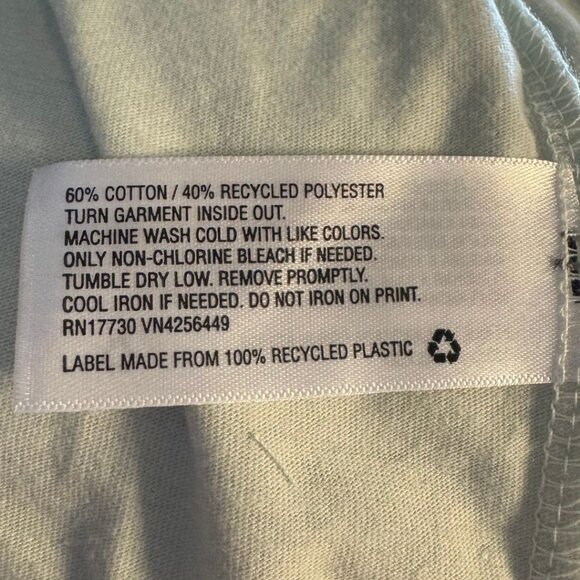 60% COTTON / 40% RECYCLED POLYESTER
TURN GARMENT INSIDE OUT.
MACHINE WASH COLD WITH LIKE COLORS.
ONLY NON-CHLORINE BLEACH IF NEEDED.
TUMBLE DRY LOW. REMOVE PROMPTLY.
COOL IRON IF NEEDED. DO NOT IRON ON PRINT.
RN17730 VN4256449
LABEL MADE FROM 100% RECYCLED PLASTIC